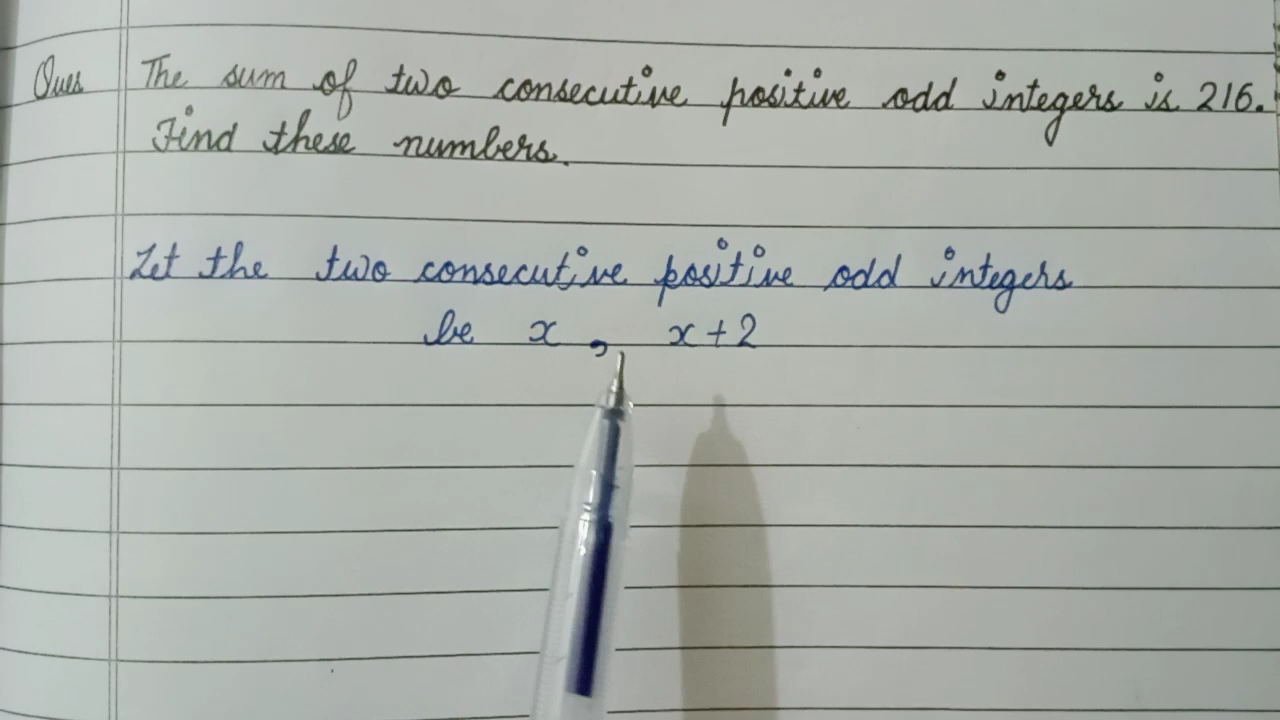 Ques The sum of two consecutive positive odd integers is 216.
Find these numbers.
Let the two consecutive positive odd integers
be x , x+2